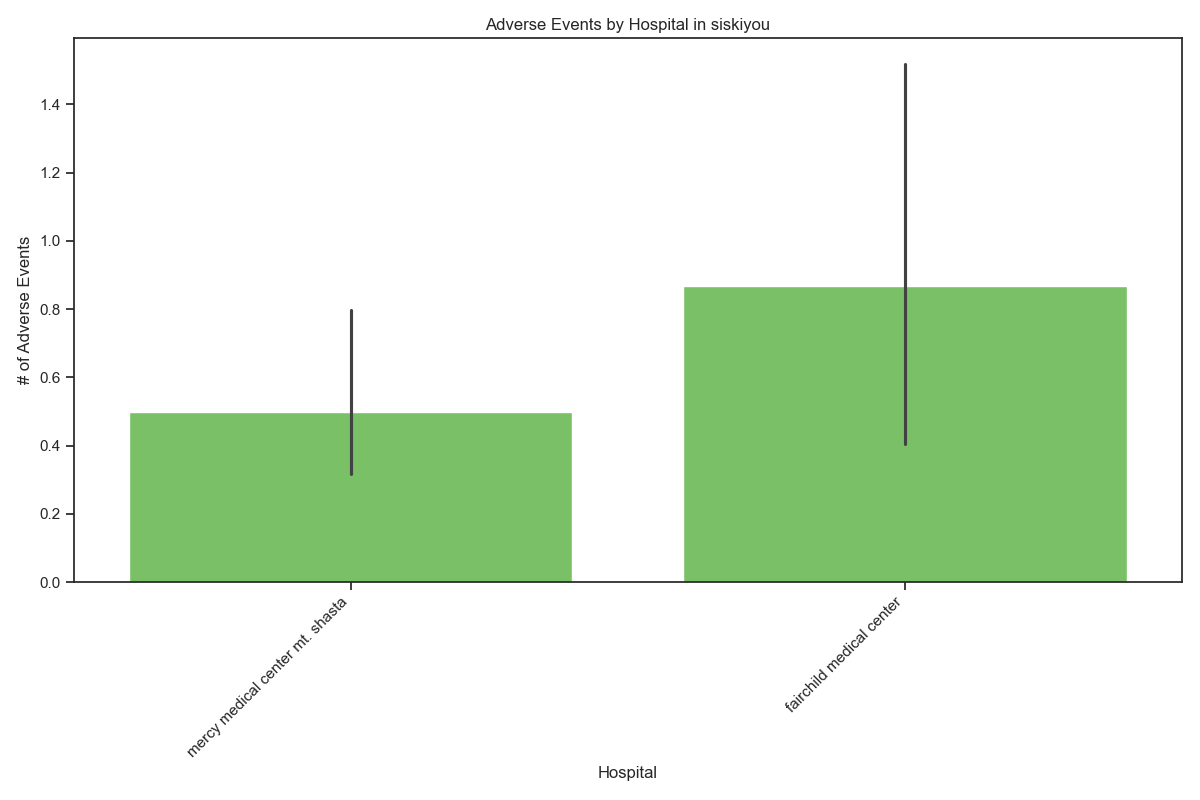 Adverse Events by Hospital in siskiyou
# of Adverse Events
1.4
1.2
1.0
0.8
0.6
0.4
0.2
0.0
mercy medical center mt. shasta
fairchild medical center
Hospital